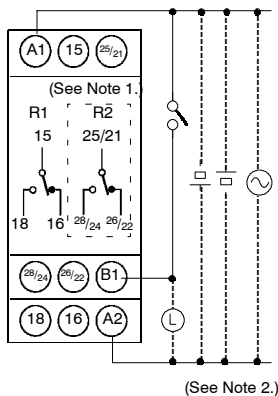 A1 15 25/21
(See Note 1.)
R1 R2
15 25/21
18 16 28/24 26/22
28/24 26/22 B1
L
18 16 A2
(See Note 2.)